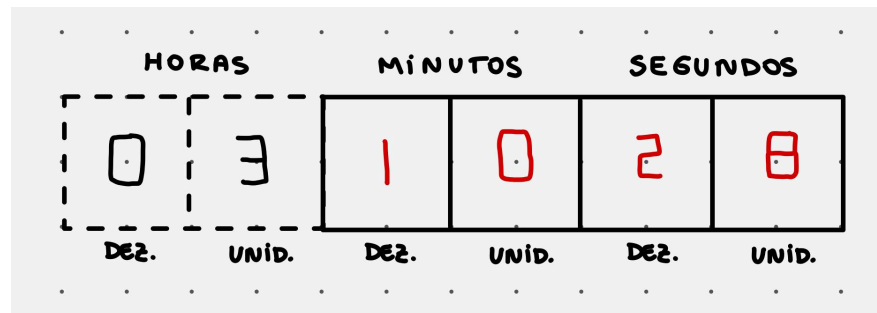 HORAS MINUTOS SEGUNDOS
0 3 1 0 2 8
DEZ. UNID. DEZ. UNID. DEZ. UNID.